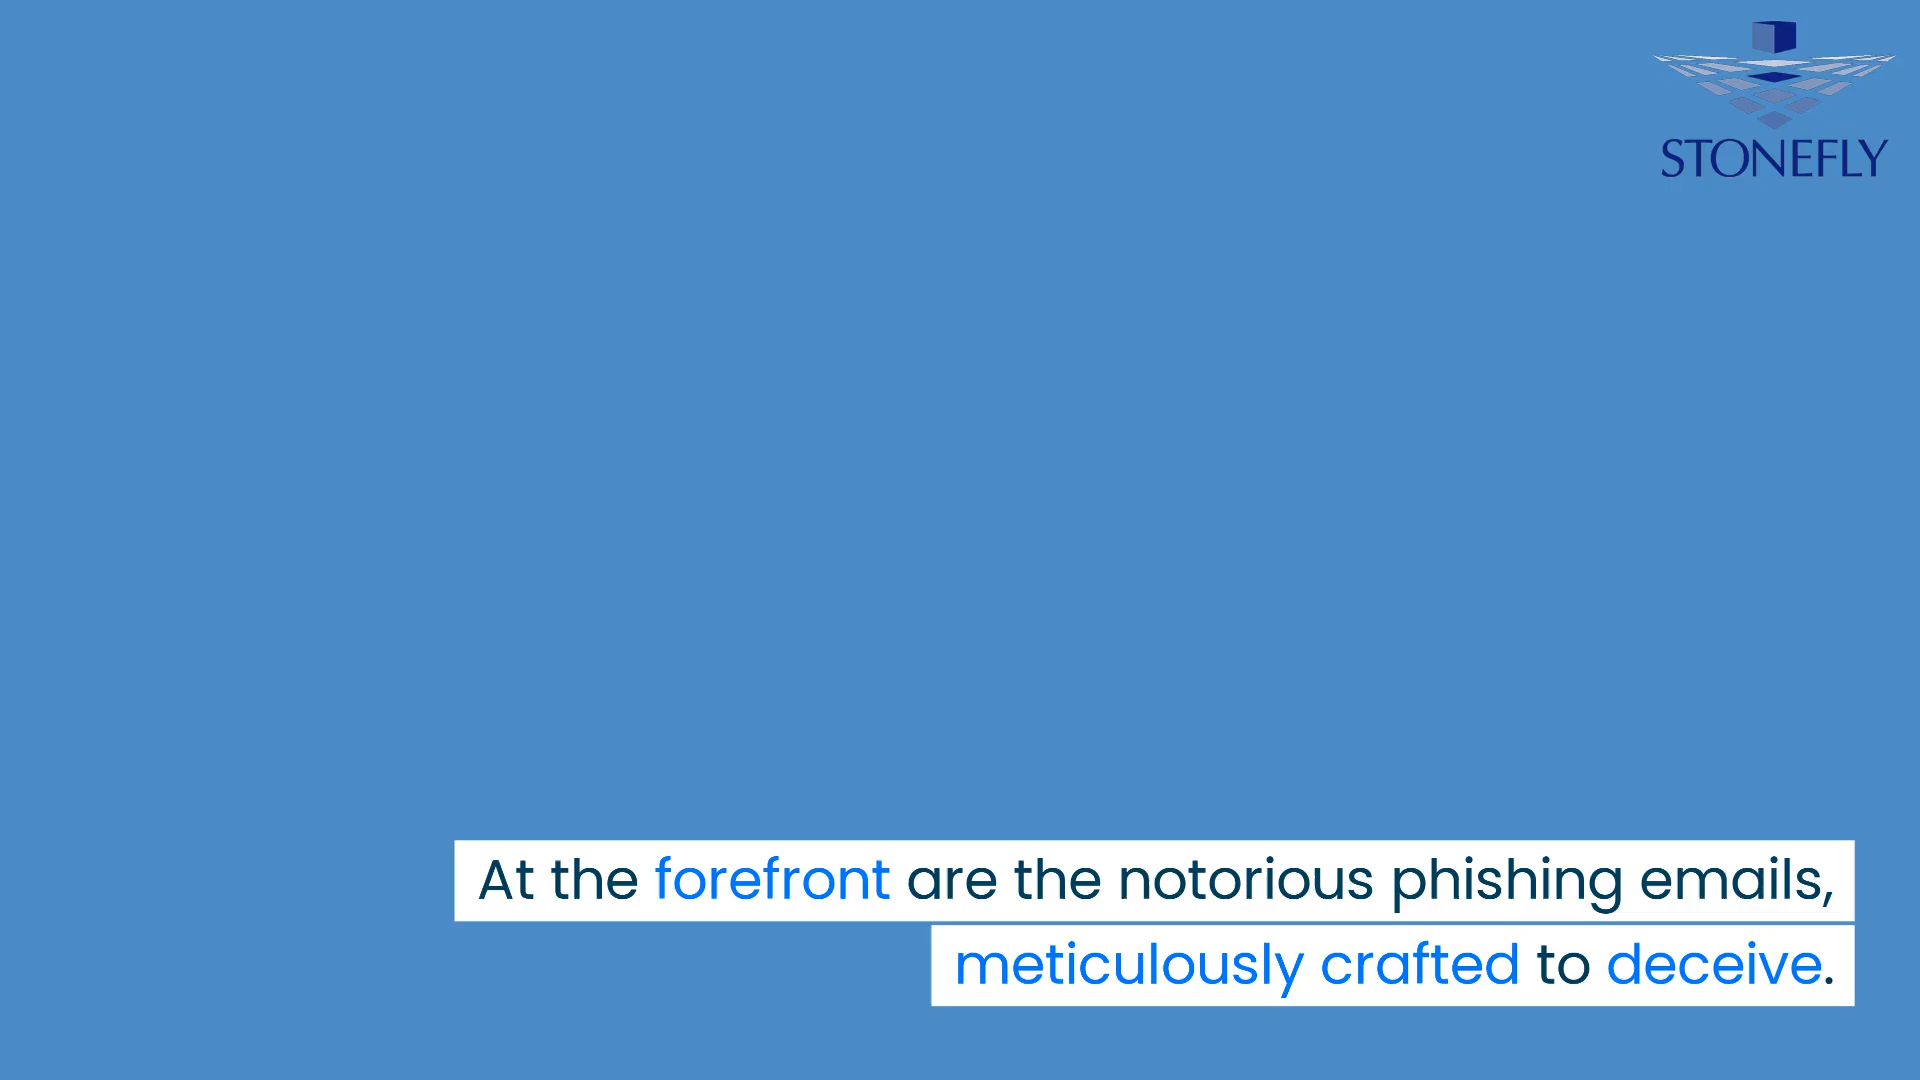 STONEFLY
At the forefront are the notorious phishing emails,
meticulously crafted to deceive.